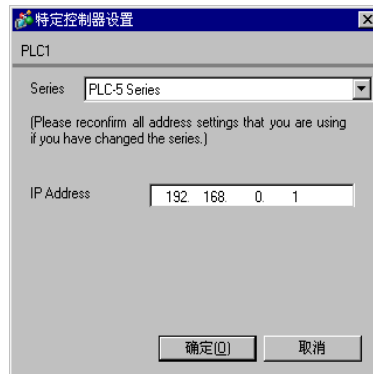 特定控制器设置
PLC1
Series PLC-5 Series
(Please reconfirm all address settings that you are using
if you have changed the series.)
IP Address 192. 168. 0. 1
确定(O) 取消